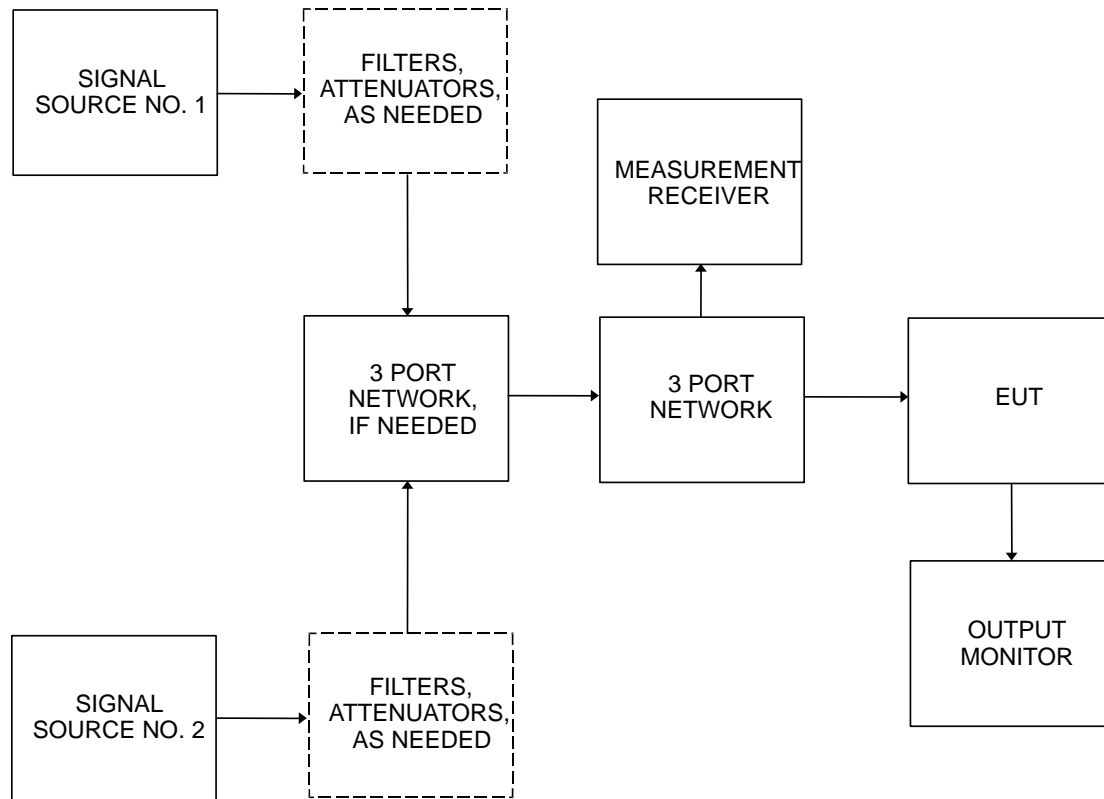 SIGNAL
SOURCE NO. 1
FILTERS,
ATTENUATORS,
AS NEEDED
MEASUREMENT
RECEIVER
3 PORT
NETWORK,
IF NEEDED
3 PORT
NETWORK
EUT
OUTPUT
MONITOR
SIGNAL
SOURCE NO. 2
FILTERS,
ATTENUATORS,
AS NEEDED